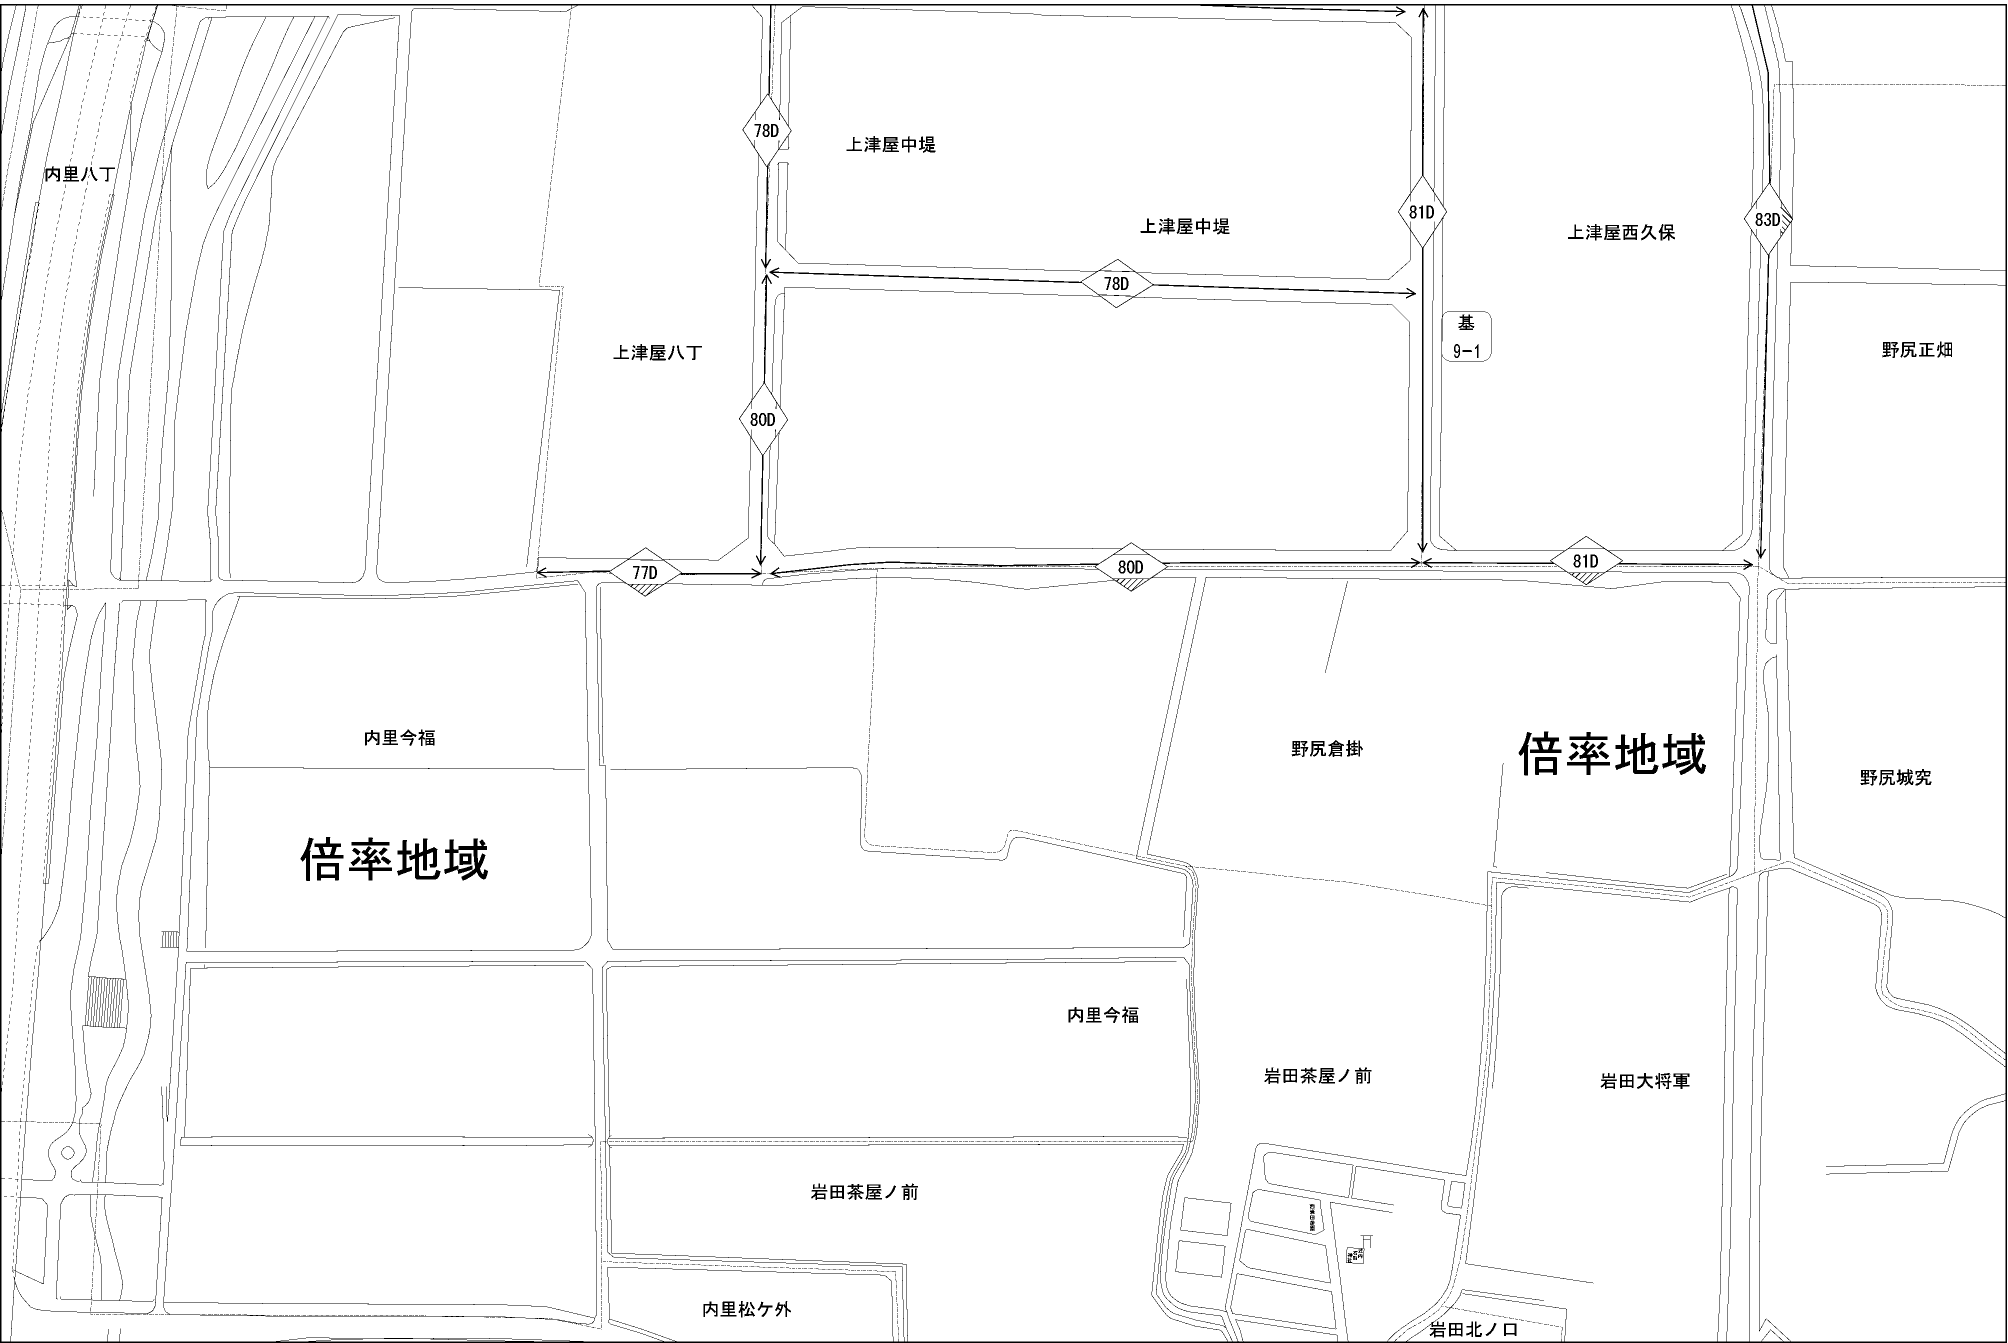 78D
上津屋中堤
内里八丁
81D
83D
上津屋中堤
上津屋西久保
78D
基
9-1
上津屋八丁
野尻正畑
80D
77D
80D
81D
内里今福
野尻倉掛
倍率地域
野尻城究
倍率地域
内里今福
岩田茶屋ノ前
岩田大将軍
岩田茶屋ノ前
内里松ケ外
岩田北ノ口